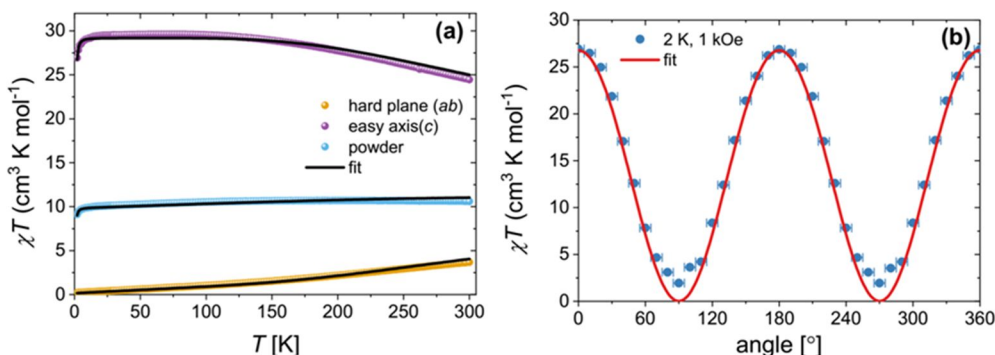 (a)
30
25
20
15
10
5
0
χT (cm³ K mol⁻¹)
hard plane (ab)
easy axis(c)
powder
fit
0 50 100 150 200 250 300
T [K]
(b)
30
25
20
15
10
5
0
χT (cm³ K mol⁻¹)
2 K, 1 kOe
fit
0 60 120 180 240 300 360
angle [°]